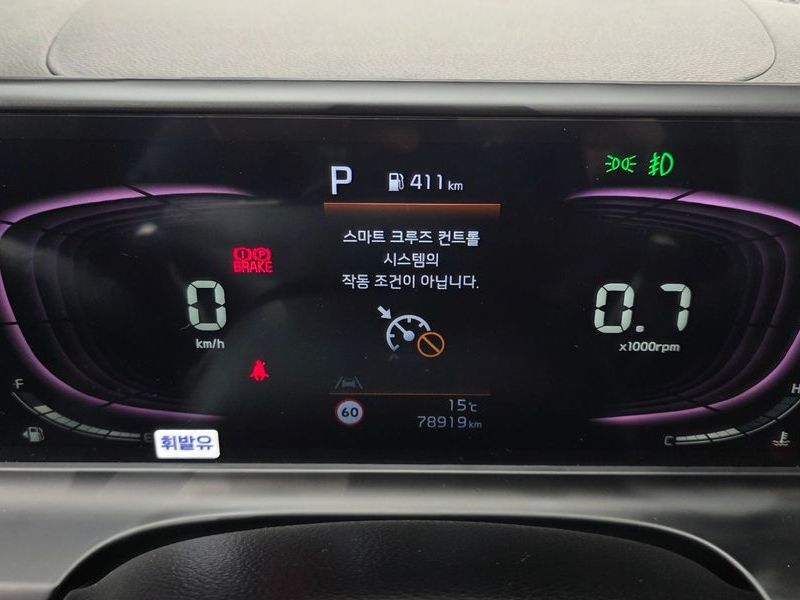 P 411 km
스마트 크루즈 컨트롤
시스템의
작동 조건이 아닙니다.
BRAKE
0
km/h
0.7
x1000rpm
F
H
60
15℃
78919 km
E
C
휘발유